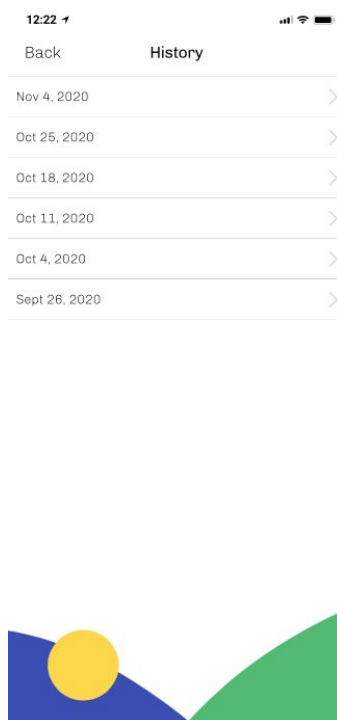 12:22
Back History
Nov 4, 2020
Oct 25, 2020
Oct 18, 2020
Oct 11, 2020
Oct 4, 2020
Sept 26, 2020